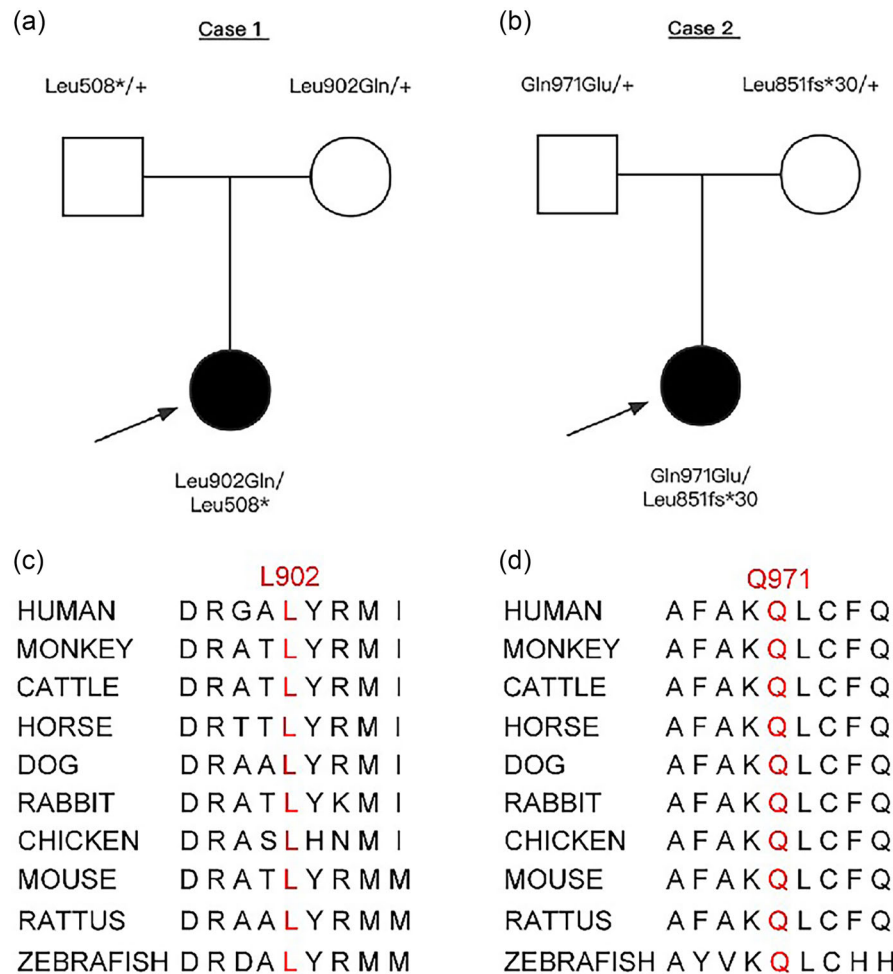 (a)
Case 1
Leu508*/+ Leu902Gln/+
Leu902Gln/
Leu508*
(b)
Case 2
Gln971Glu/+ Leu851fs*30/+
Gln971Glu/
Leu851fs*30
(c)
L902
HUMAN D R G A L Y R M I
MONKEY D R A T L Y R M I
CATTLE D R A T L Y R M I
HORSE D R T T L Y R M I
DOG D R A A L Y R M I
RABBIT D R A T L Y K M I
CHICKEN D R A S L H N M I
MOUSE D R A T L Y R M M
RATTUS D R A A L Y R M M
ZEBRAFISH D R D A L Y R M M
(d)
Q971
HUMAN A F A K Q L C F Q
MONKEY A F A K Q L C F Q
CATTLE A F A K Q L C F Q
HORSE A F A K Q L C F Q
DOG A F A K Q L C F Q
RABBIT A F A K Q L C F Q
CHICKEN A F A K Q L C F Q
MOUSE A F A K Q L C F Q
RATTUS A F A K Q L C F Q
ZEBRAFISH A Y V K Q L C H H